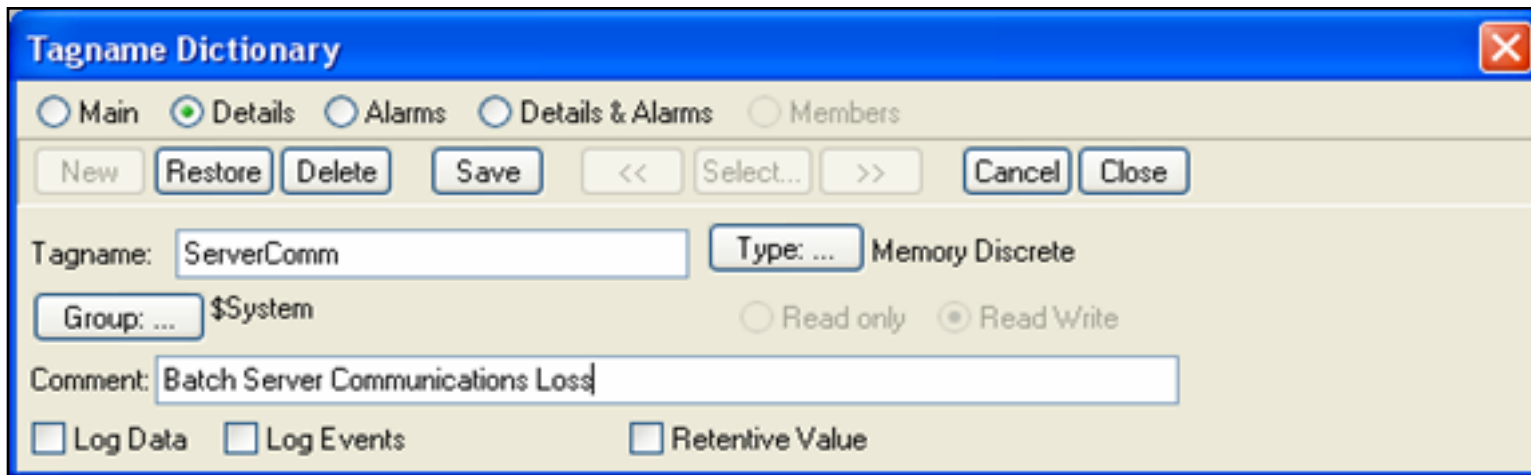 Tagname Dictionary
Main Details Alarms Details & Alarms Members
New Restore Delete Save << Select... >> Cancel Close
Tagname: ServerComm Type: ... Memory Discrete
Group: ... $System Read only Read Write
Comment: Batch Server Communications Loss
Log Data Log Events Retentive Value